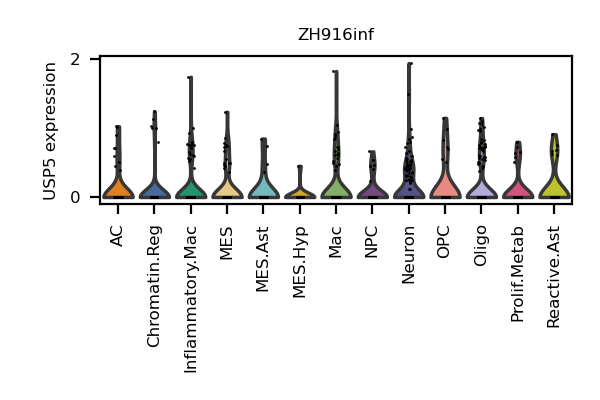 ZH916inf
USP5 expression
2
0
AC
Chromatin.Reg
Inflammatory.Mac
MES
MES.Ast
MES.Hyp
Mac
NPC
Neuron
OPC
Oligo
Prolif.Metab
Reactive.Ast